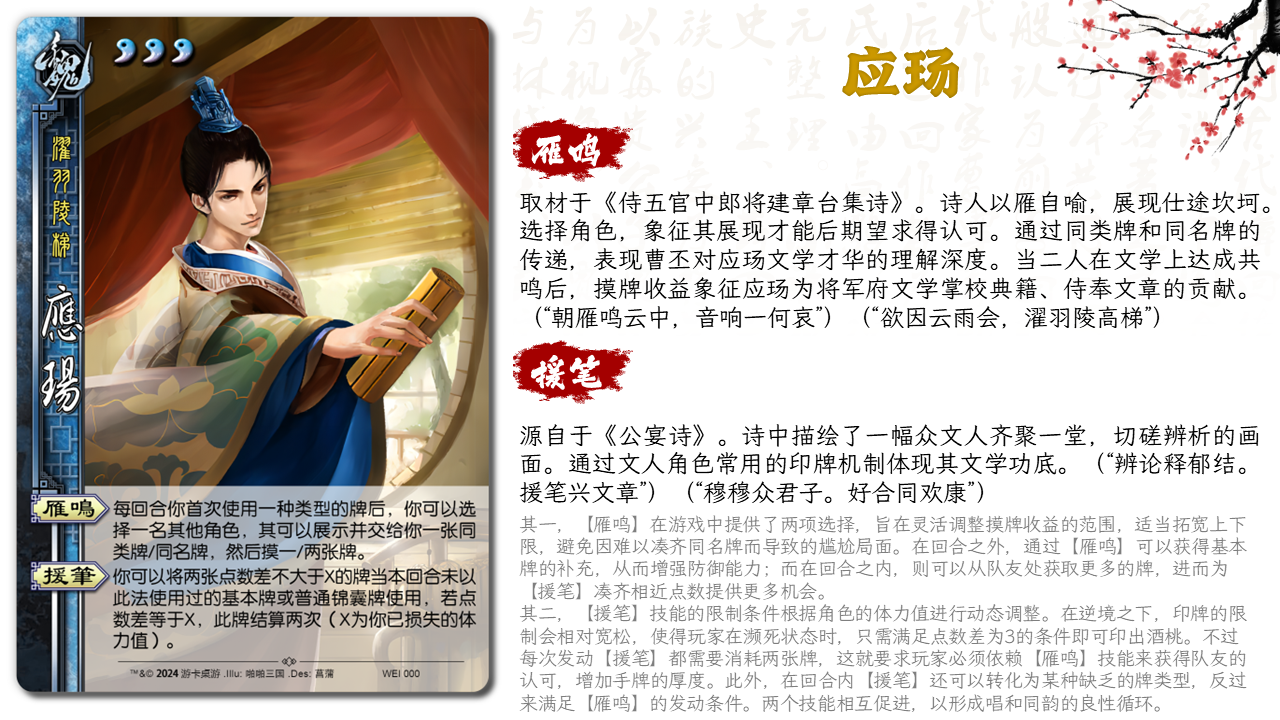 魏
濯羽陵梯
應瑒
雁鳴
每回合你首次使用一种类型的牌后，你可以选
择一名其他角色，其可以展示并交给你一张同
类牌/同名牌，然后摸一/两张牌。
援筆
你可以将两张点数差不大于X的牌当本回合未以
此法使用过的基本牌或普通锦囊牌使用，若点
数差等于X，此牌结算两次（X为你已损失的体
力值）。
™&© 2024 游卡桌游 .Illu: 啪啪三国 .Des: 菖蒲
WEI 000
应玚
雁鸣
取材于《侍五官中郎将建章台集诗》。诗人以雁自喻，展现仕途坎坷。
选择角色，象征其展现才能后期望求得认可。通过同类牌和同名牌的
传递，表现曹丕对应玚文学才华的理解深度。当二人在文学上达成共
鸣后，摸牌收益象征应玚为将军府文学掌校典籍、侍奉文章的贡献。
（“朝雁鸣云中，音响一何哀”）（“欲因云雨会，濯羽陵高梯”）
援笔
源自于《公宴诗》。诗中描绘了一幅众文人齐聚一堂，切磋辨析的画
面。通过文人角色常用的印牌机制体现其文学功底。（“辨论释郁结。
援笔兴文章”）（“穆穆众君子。好合同欢康”）
其一，【雁鸣】在游戏中提供了两项选择，旨在灵活调整摸牌收益的范围，适当拓宽上下
限，避免因难以凑齐同名牌而导致的尴尬局面。在回合之外，通过【雁鸣】可以获得基本
牌的补充，从而增强防御能力；而在回合之内，则可以从队友处获取更多的牌，进而为
【援笔】凑齐相近点数提供更多机会。
其二，【援笔】技能的限制条件根据角色的体力值进行动态调整。在逆境之下，印牌的限
制会相对宽松，使得玩家在濒死状态时，只需满足点数差为3的条件即可印出酒桃。不过
每次发动【援笔】都需要消耗两张牌，这就要求玩家必须依赖【雁鸣】技能来获得队友的
认可，增加手牌的厚度。此外，在回合内【援笔】还可以转化为某种缺乏的牌类型，反过
来满足【雁鸣】的发动条件。两个技能相互促进，以形成唱和同韵的良性循环。